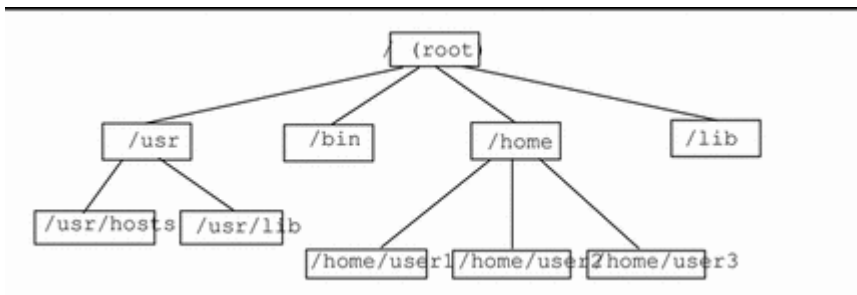 / (root)
/usr
/bin
/home
/lib
/usr/hosts
/usr/lib
/home/user1
/home/user2
/home/user3